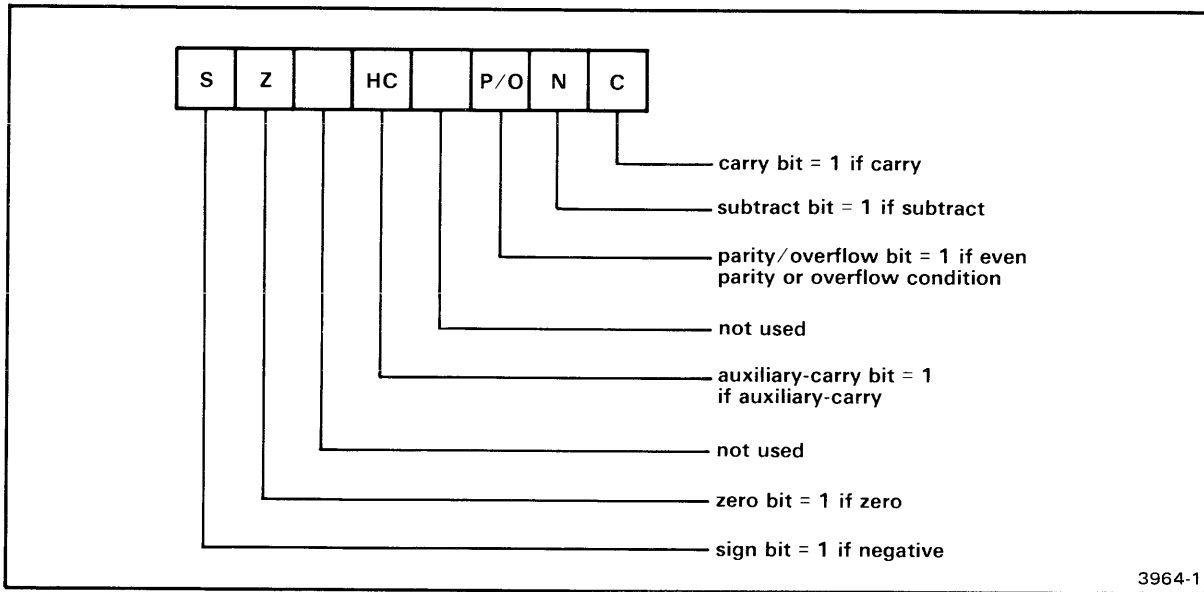 S Z HC P/O N C
carry bit = 1 if carry
subtract bit = 1 if subtract
parity/overflow bit = 1 if even
parity or overflow condition
not used
auxiliary-carry bit = 1
if auxiliary-carry
not used
zero bit = 1 if zero
sign bit = 1 if negative
3964-1